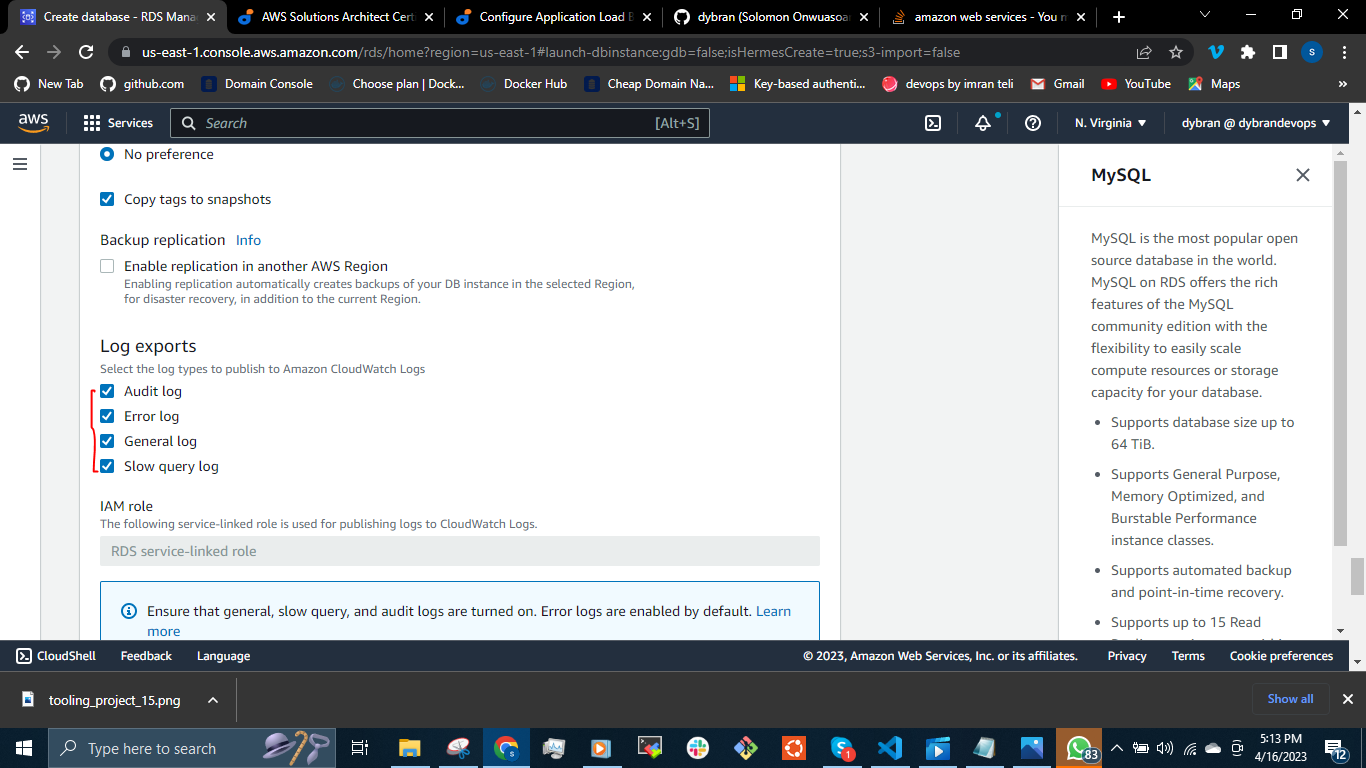 Create database - RDS Mana
AWS Solutions Architect Cert
Configure Application Load B
dybran (Solomon Onwuasoan
amazon web services - You n
us-east-1.console.aws.amazon.com/rds/home?region=us-east-1#launch-dbinstance:gdb=false;isHermesCreate=true;s3-import=false
S
New Tab
github.com
Domain Console
Choose plan | Dock...
Docker Hub
Cheap Domain Na...
Key-based authenti...
devops by imran teli
Gmail
YouTube
Maps
»
aws
Services
Search
[Alt+S]
N. Virginia
dybran @ dybrandevops
No preference
Copy tags to snapshots
Backup replication Info
Enable replication in another AWS Region
Enabling replication automatically creates backups of your DB instance in the selected Region,
for disaster recovery, in addition to the current Region.
Log exports
Select the log types to publish to Amazon CloudWatch Logs
Audit log
Error log
General log
Slow query log
IAM role
The following service-linked role is used for publishing logs to CloudWatch Logs.
RDS service-linked role
Ensure that general, slow query, and audit logs are turned on. Error logs are enabled by default. Learn
more
MySQL
MySQL is the most popular open
source database in the world.
MySQL on RDS offers the rich
features of the MySQL
community edition with the
flexibility to easily scale
compute resources or storage
capacity for your database.
• Supports database size up to
64 TiB.
• Supports General Purpose,
Memory Optimized, and
Burstable Performance
instance classes.
• Supports automated backup
and point-in-time recovery.
• Supports up to 15 Read
CloudShell
Feedback
Language
© 2023, Amazon Web Services, Inc. or its affiliates.
Privacy
Terms
Cookie preferences
tooling_project_15.png
Show all
Type here to search
S
1
83
5:13 PM
4/16/2023
12